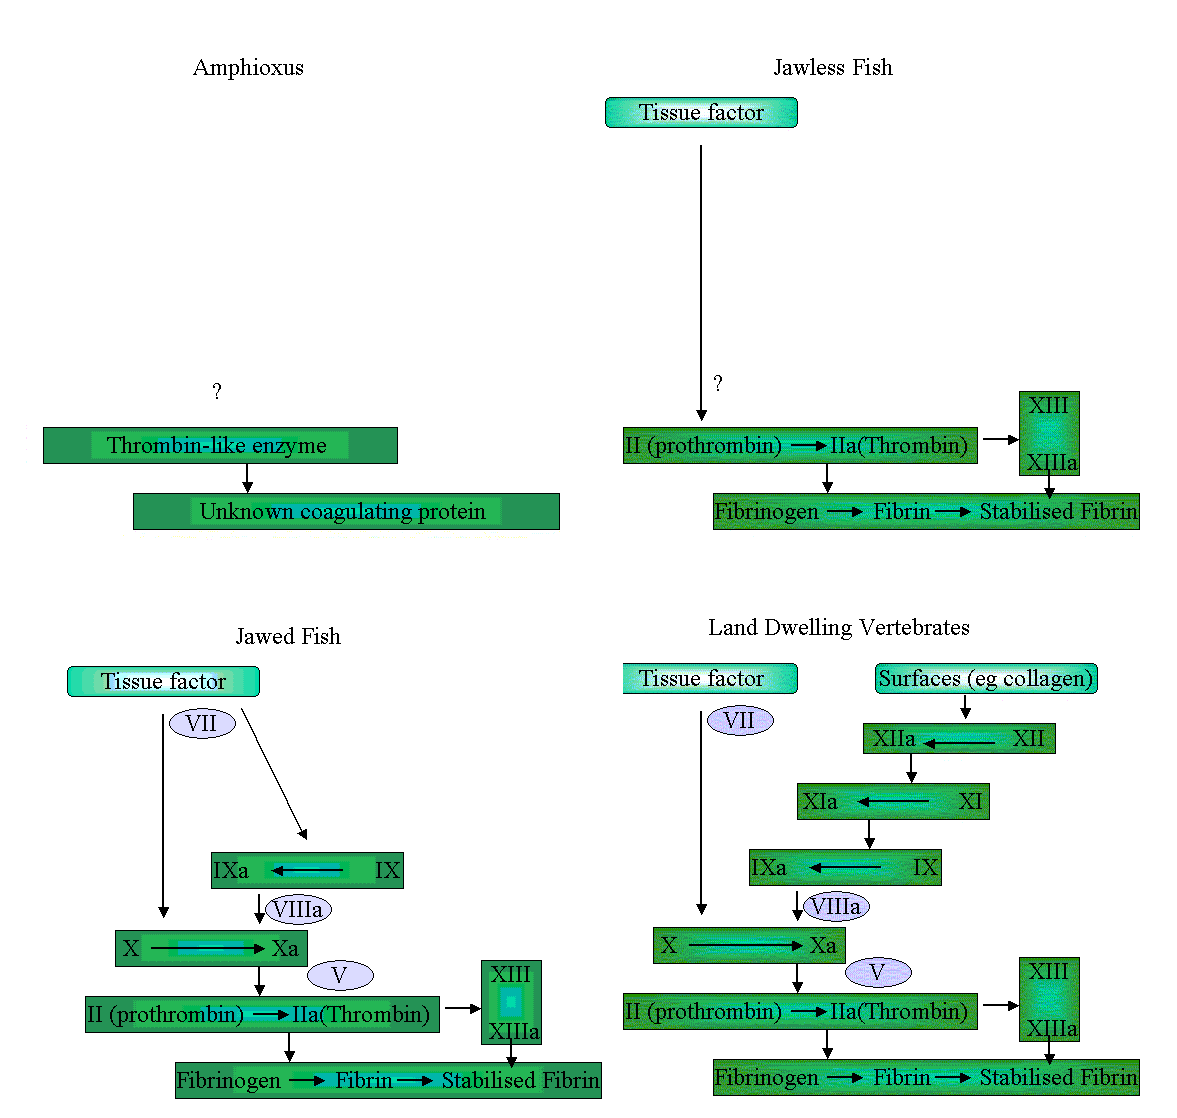 Amphioxus
?
Thrombin-like enzyme
Unknown coagulating protein
Jawless Fish
Tissue factor
?
II (prothrombin) IIa(Thrombin)
XIII
XIIIa
Fibrinogen Fibrin Stabilised Fibrin
Jawed Fish
Tissue factor
VII
IXa IX
VIIIa
X Xa
V
II (prothrombin) IIa(Thrombin)
XIII
XIIIa
Fibrinogen Fibrin Stabilised Fibrin
Land Dwelling Vertebrates
Tissue factor
Surfaces (eg collagen)
VII
XIIa XII
XIa XI
IXa IX
VIIIa
X Xa
V
II (prothrombin) IIa(Thrombin)
XIII
XIIIa
Fibrinogen Fibrin Stabilised Fibrin